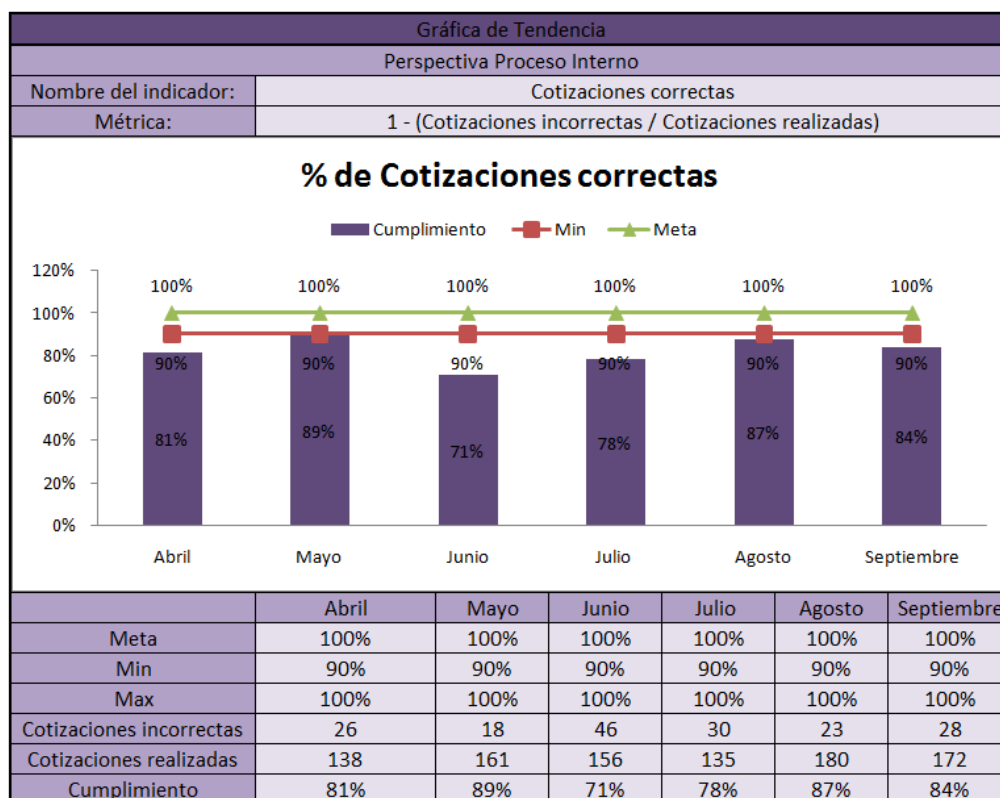 Gráfica de Tendencia
Perspectiva Proceso Interno
Nombre del indicador: Cotizaciones correctas
Métrica: 1 - (Cotizaciones incorrectas / Cotizaciones realizadas)
% de Cotizaciones correctas
Cumplimiento Min Meta
120%
100% 100% 100% 100% 100% 100%
100%
80%
90% 90% 90% 90% 90% 90%
60%
40%
81% 89% 71% 78% 87% 84%
20%
0%
Abril Mayo Junio Julio Agosto Septiembre
Abril Mayo Junio Julio Agosto Septiembre
Meta 100% 100% 100% 100% 100% 100%
Min 90% 90% 90% 90% 90% 90%
Max 100% 100% 100% 100% 100% 100%
Cotizaciones incorrectas 26 18 46 30 23 28
Cotizaciones realizadas 138 161 156 135 180 172
Cumplimiento 81% 89% 71% 78% 87% 84%